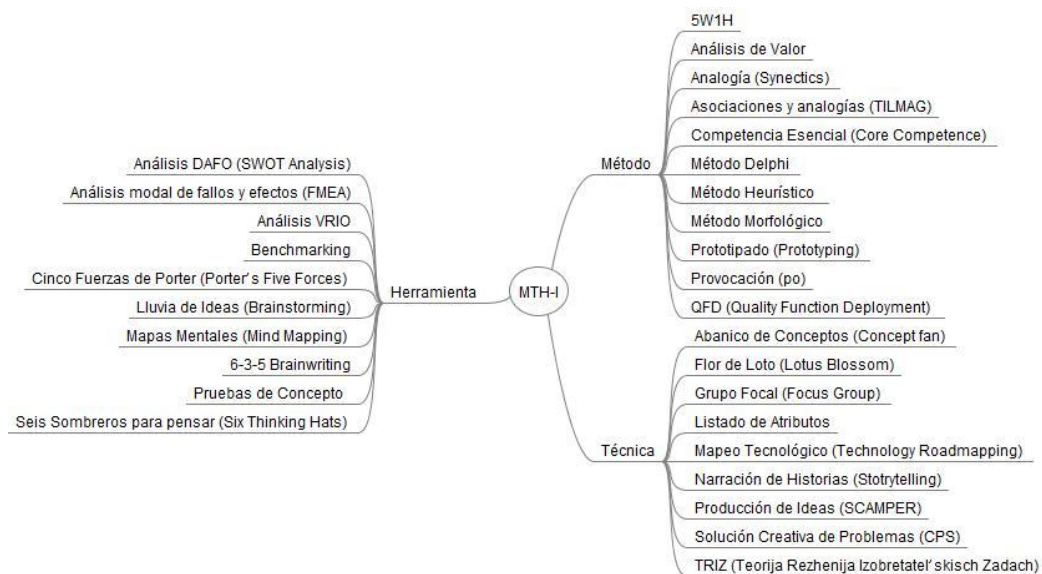 MTH-I
Método
5W1H
Análisis de Valor
Analogía (Synectics)
Asociaciones y analogías (TILMAG)
Competencia Esencial (Core Competence)
Método Delphi
Método Heurístico
Método Morfológico
Prototipado (Prototyping)
Provocación (po)
QFD (Quality Function Deployment)
Técnica
Abanico de Conceptos (Concept fan)
Flor de Loto (Lotus Blossom)
Grupo Focal (Focus Group)
Listado de Atributos
Mapeo Tecnológico (Technology Roadmapping)
Narración de Historias (Stotrytelling)
Producción de Ideas (SCAMPER)
Solución Creativa de Problemas (CPS)
TRIZ (Teorija Rezhenija Izobretatel’skisch Zadach)
Herramienta
Análisis DAFO (SWOT Analysis)
Análisis modal de fallos y efectos (FMEA)
Análisis VRIO
Benchmarking
Cinco Fuerzas de Porter (Porter’s Five Forces)
Lluvia de Ideas (Brainstorming)
Mapas Mentales (Mind Mapping)
6-3-5 Brainwriting
Pruebas de Concepto
Seis Sombreros para pensar (Six Thinking Hats)